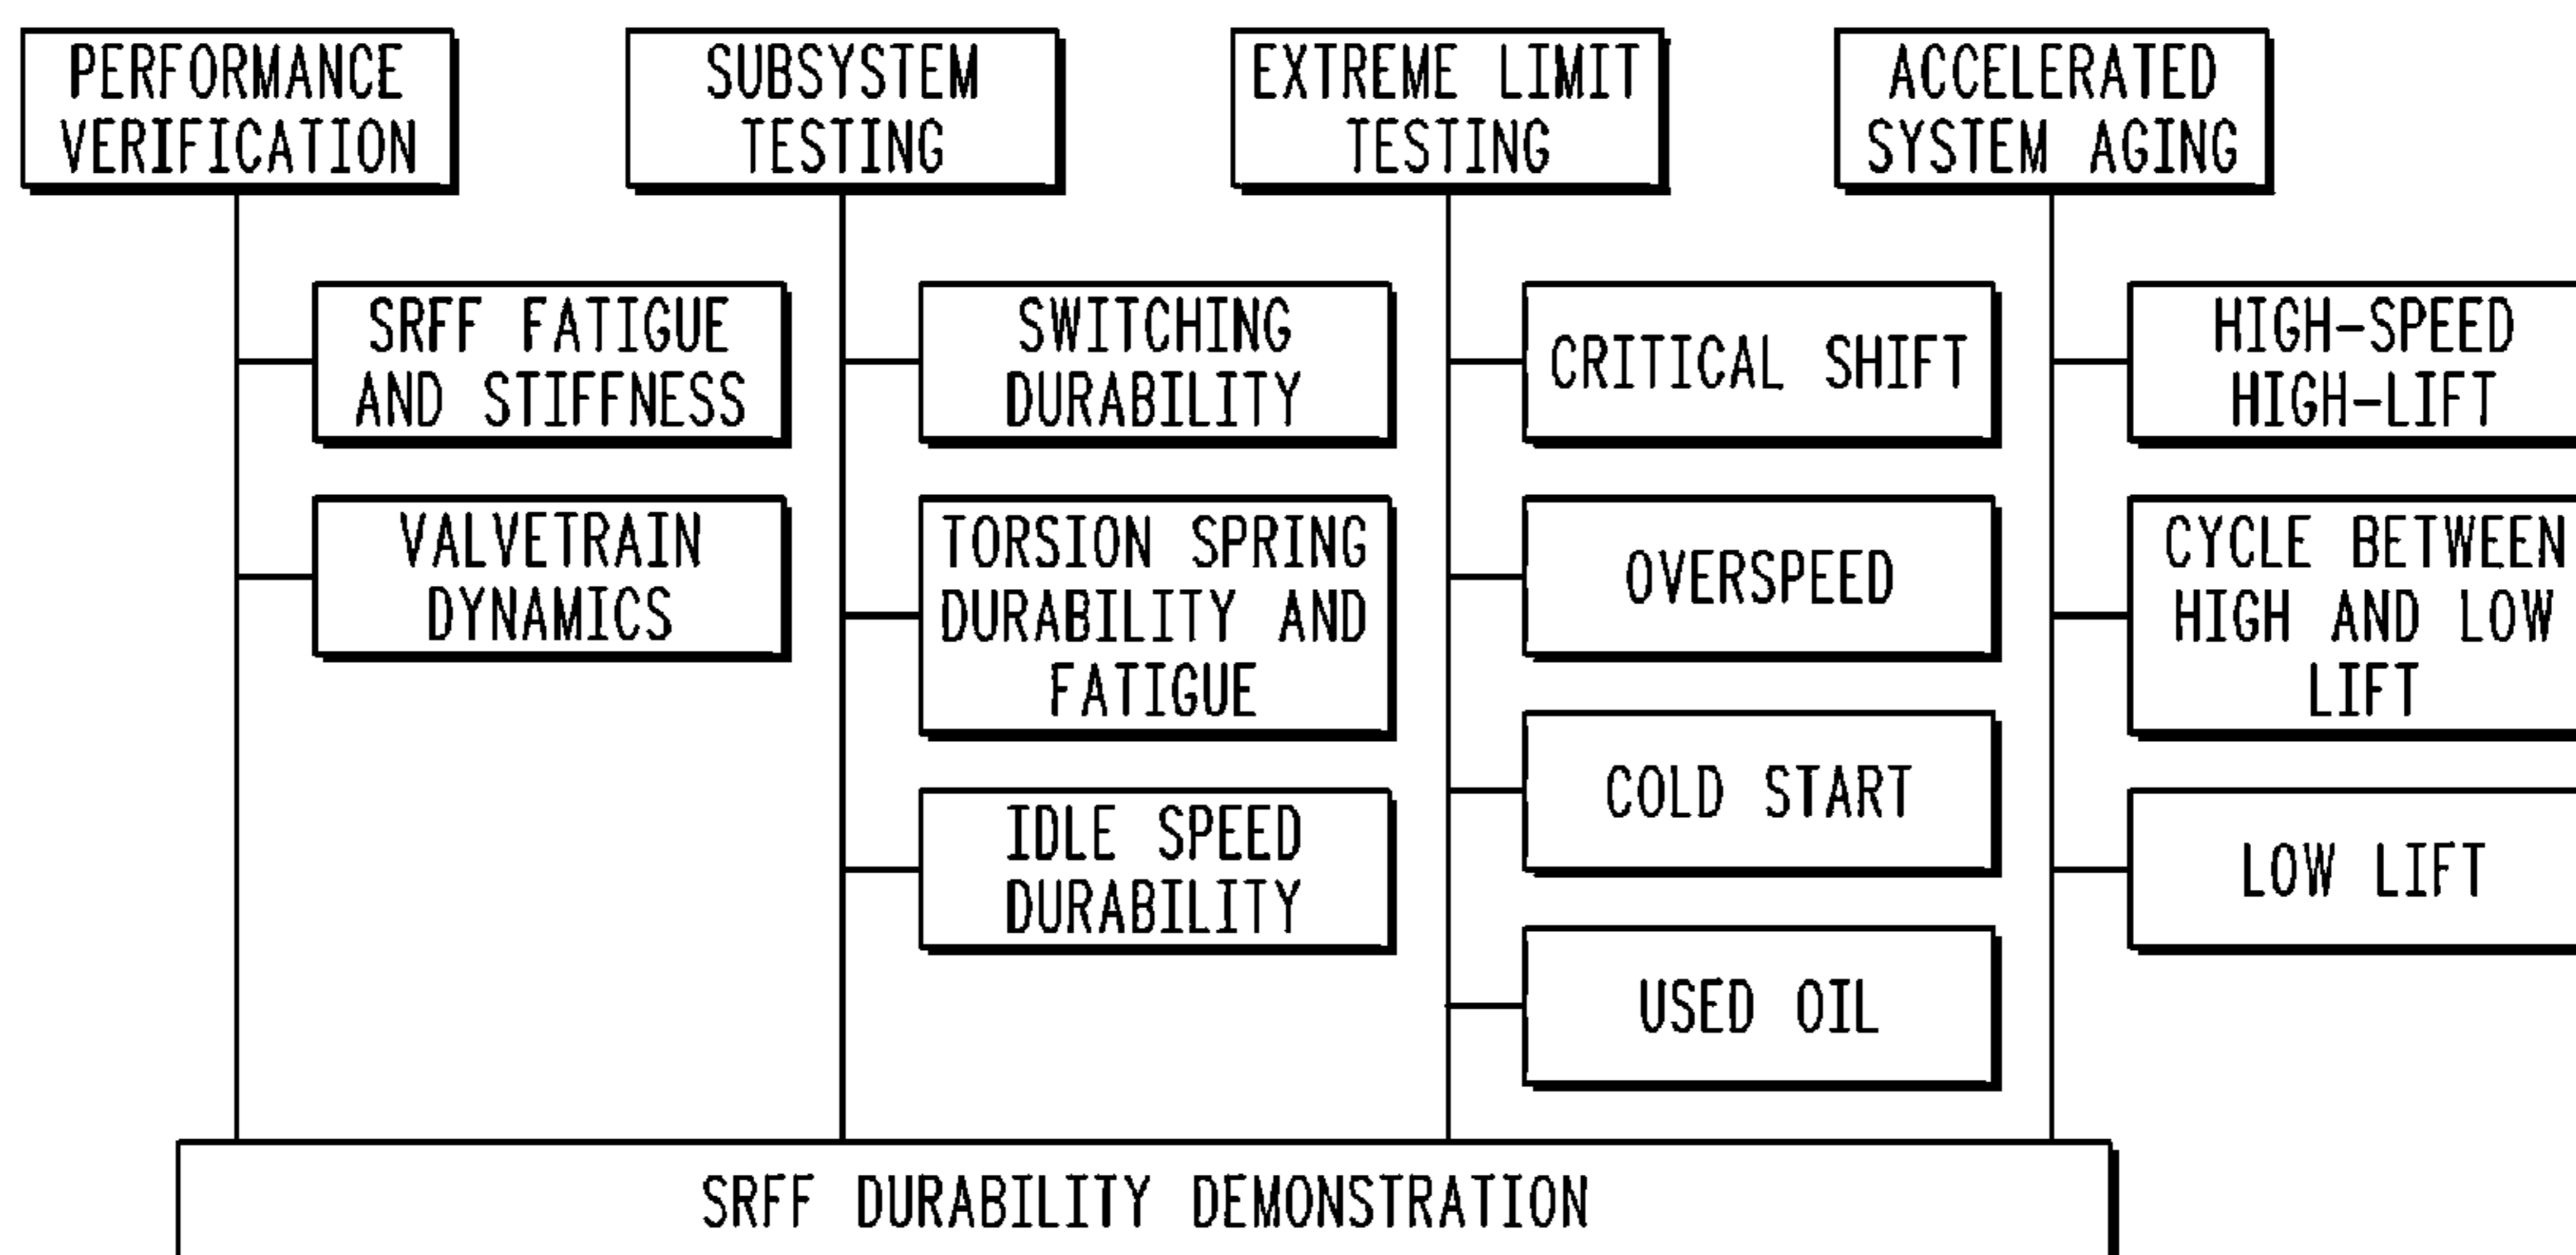 PERFORMANCE
VERIFICATION
SRFF FATIGUE
AND STIFFNESS
VALVETRAIN
DYNAMICS
SUBSYSTEM
TESTING
SWITCHING
DURABILITY
TORSION SPRING
DURABILITY AND
FATIGUE
IDLE SPEED
DURABILITY
EXTREME LIMIT
TESTING
CRITICAL SHIFT
OVERSPEED
COLD START
USED OIL
ACCELERATED
SYSTEM AGING
HIGH-SPEED
HIGH-LIFT
CYCLE BETWEEN
HIGH AND LOW
LIFT
LOW LIFT
SRFF DURABILITY DEMONSTRATION